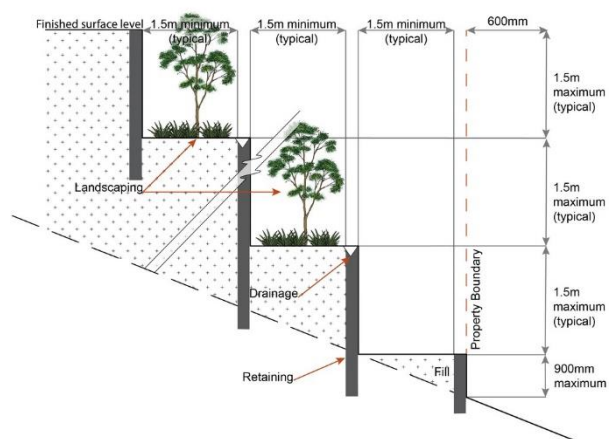 1.5m minimum
(typical)
1.5m minimum
(typical)
1.5m minimum
(typical)
600mm
Finished surface level
1.5m
maximum
(typical)
Landscaping
1.5m
maximum
(typical)
Drainage
Property Boundary
1.5m
maximum
(typical)
Retaining
Fill
900mm
maximum